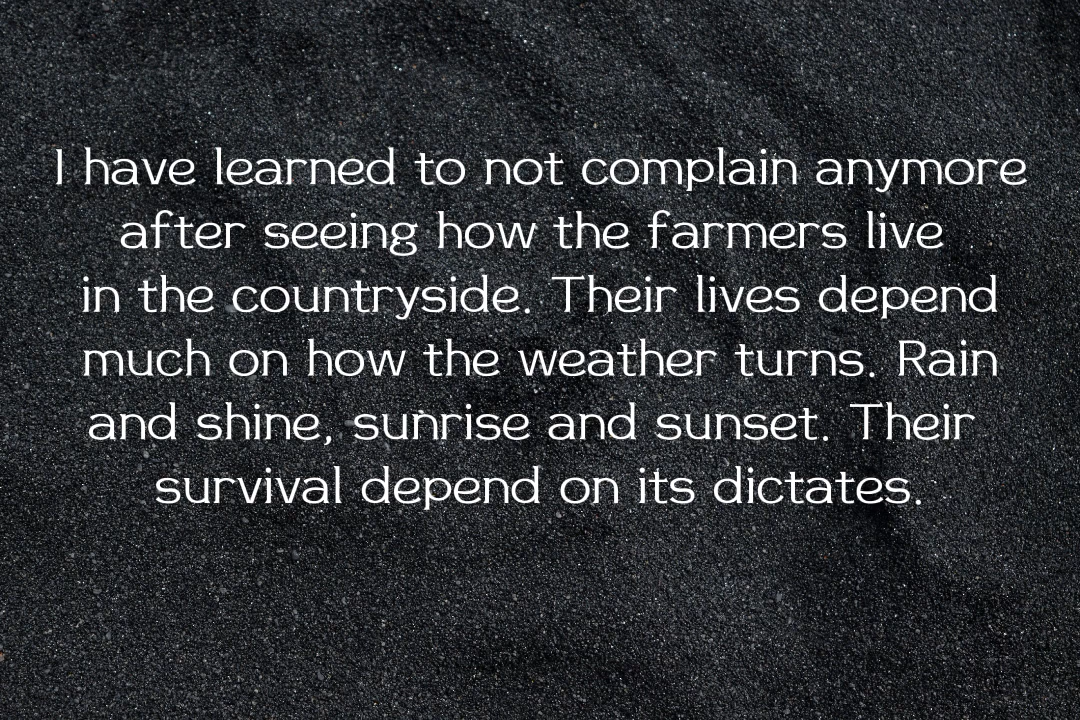 I have learned to not complain anymore
after seeing how the farmers live
in the countryside. Their lives depend
much on how the weather turns. Rain
and shine, sunrise and sunset. Their
survival depend on its dictates.